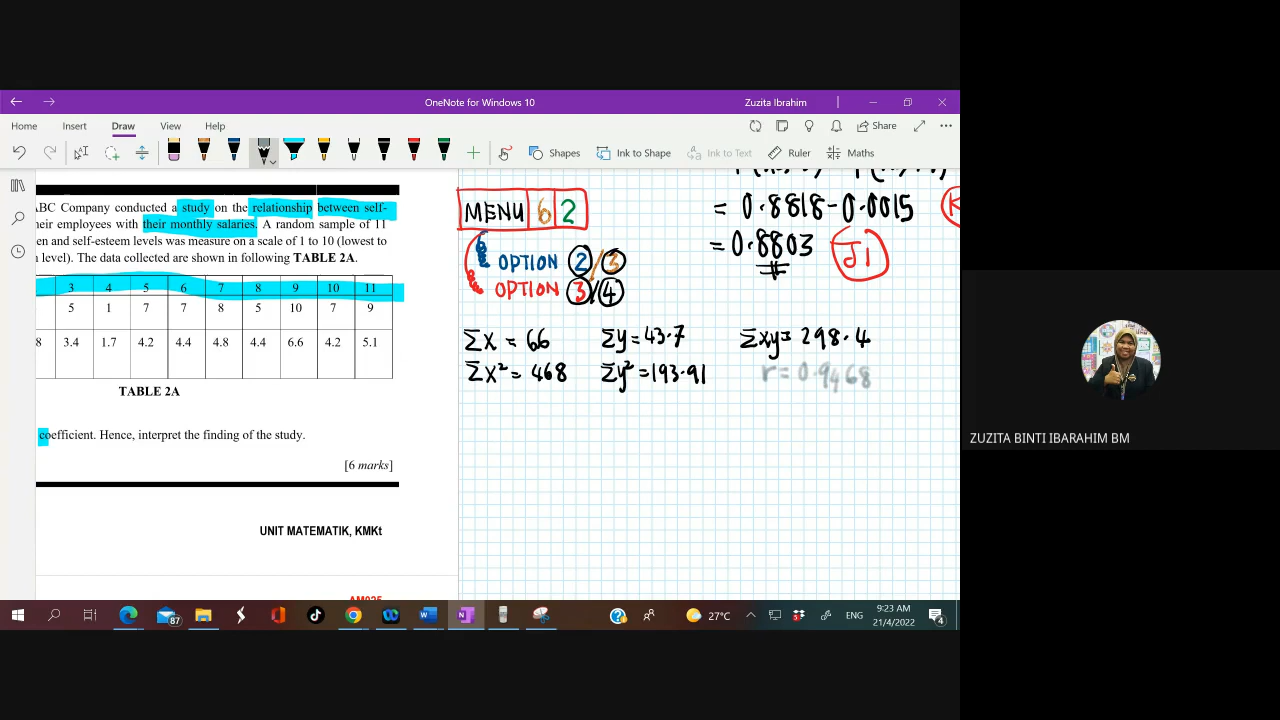 OneNote for Windows 10
Zuzita Ibrahim
Home Insert Draw View Help
Share
Shapes Ink to Shape Ink to Text Ruler Maths
ABC Company conducted a study on the relationship between self-
heir employees with their monthly salaries. A random sample of 11
en and self-esteem levels was measure on a scale of 1 to 10 (lowest to
level). The data collected are shown in following TABLE 2A.
3 4 5 6 7 8 9 10 11
5 1 7 7 8 5 10 7 9
8 3.4 1.7 4.2 4.4 4.8 4.4 6.6 4.2 5.1
TABLE 2A
coefficient. Hence, interpret the finding of the study.
[6 marks]
UNIT MATEMATIK, KMKt
AM025
= 0.8818 - 0.0015 K
= 0.8803 J1
MENU 6 2
OPTION 2/3
OPTION 3/4
Σx = 66 Σy = 43.7 Σxy = 298.4
Σx² = 468 Σy² = 193.91 r = 0.9468
ZUZITA BINTI IBARAHIM BM
87
27°C
ENG
9:23 AM
21/4/2022
4